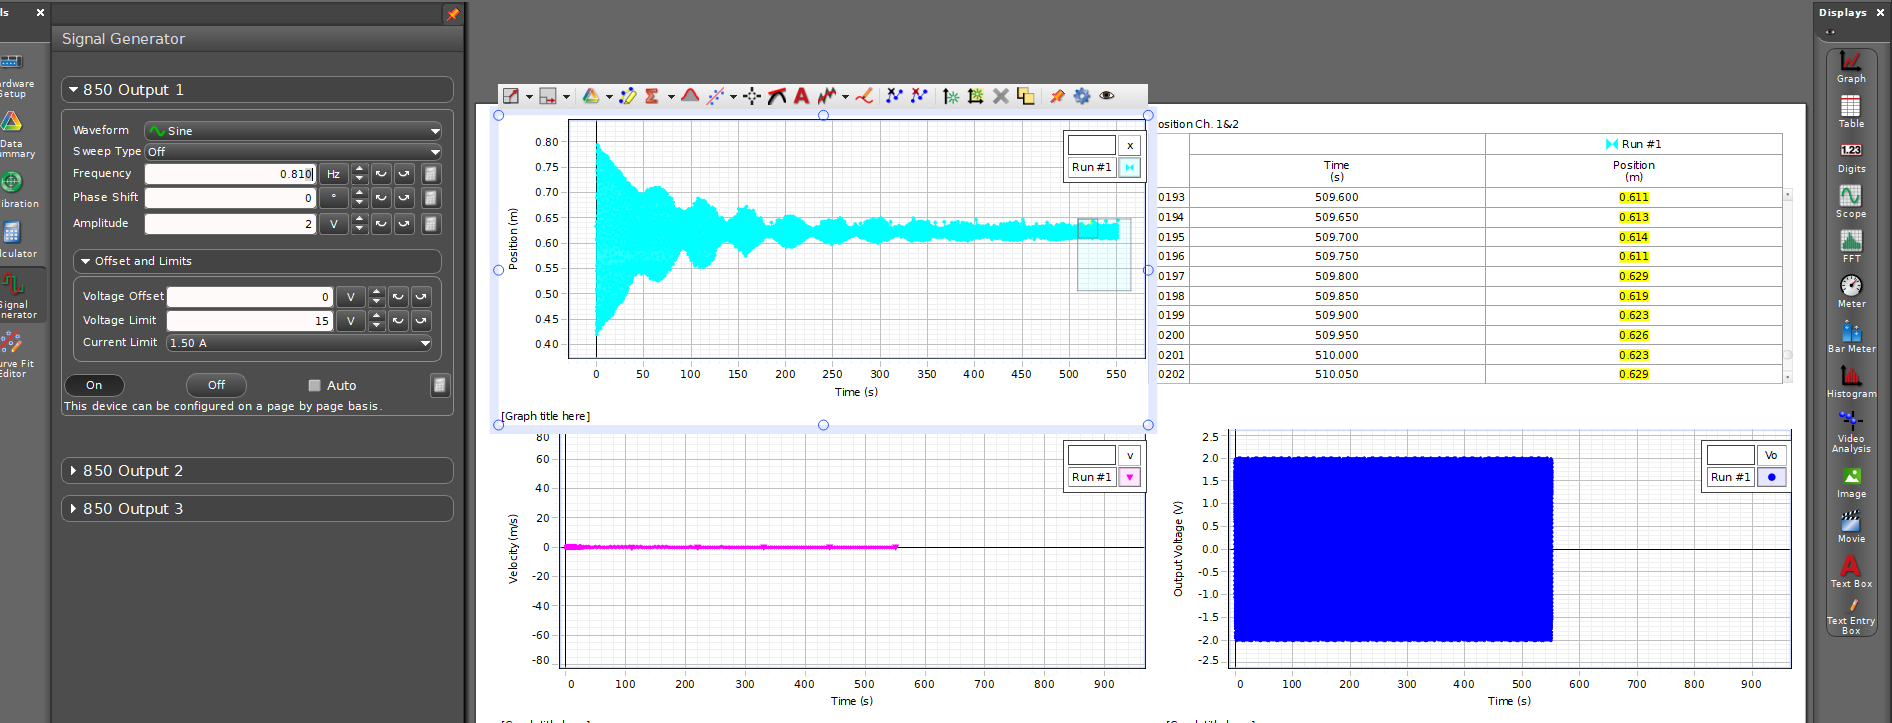 ls
Signal Generator
850 Output 1
Waveform Sine
Sweep Type Off
Frequency 0.810 Hz
Phase Shift 0 °
Amplitude 2 V
Offset and Limits
Voltage Offset 0 V
Voltage Limit 15 V
Current Limit 1.50 A
On Off Auto
This device can be configured on a page by page basis.
850 Output 2
850 Output 3
rdware
Setup
Data
mmary
ibration
lculator
Signal
nerator
urve Fit
Editor
0.80
0.75
0.70
0.65
0.60
0.55
0.50
0.45
0.40
Position (m)
x
Run #1
0 50 100 150 200 250 300 350 400 450 500 550
Time (s)
[Graph title here]
osition Ch. 1&2
Run #1
Time
(s)
Position
(m)
0193 509.600 0.611
0194 509.650 0.613
0195 509.700 0.614
0196 509.750 0.611
0197 509.800 0.629
0198 509.850 0.619
0199 509.900 0.623
0200 509.950 0.626
0201 510.000 0.623
0202 510.050 0.629
80
60
40
20
0
-20
-40
-60
-80
Velocity (m/s)
v
Run #1
0 100 200 300 400 500 600 700 800 900
Time (s)
[Graph title here]
2.5
2.0
1.5
1.0
0.5
0.0
-0.5
-1.0
-1.5
-2.0
-2.5
Output Voltage (V)
Vo
Run #1
0 100 200 300 400 500 600 700 800 900
Time (s)
[Graph title here]
Displays
Graph
Table
1.23
Digits
Scope
FFT
Meter
Bar Meter
Histogram
Video
Analysis
Image
Movie
Text Box
Text Entry
Box